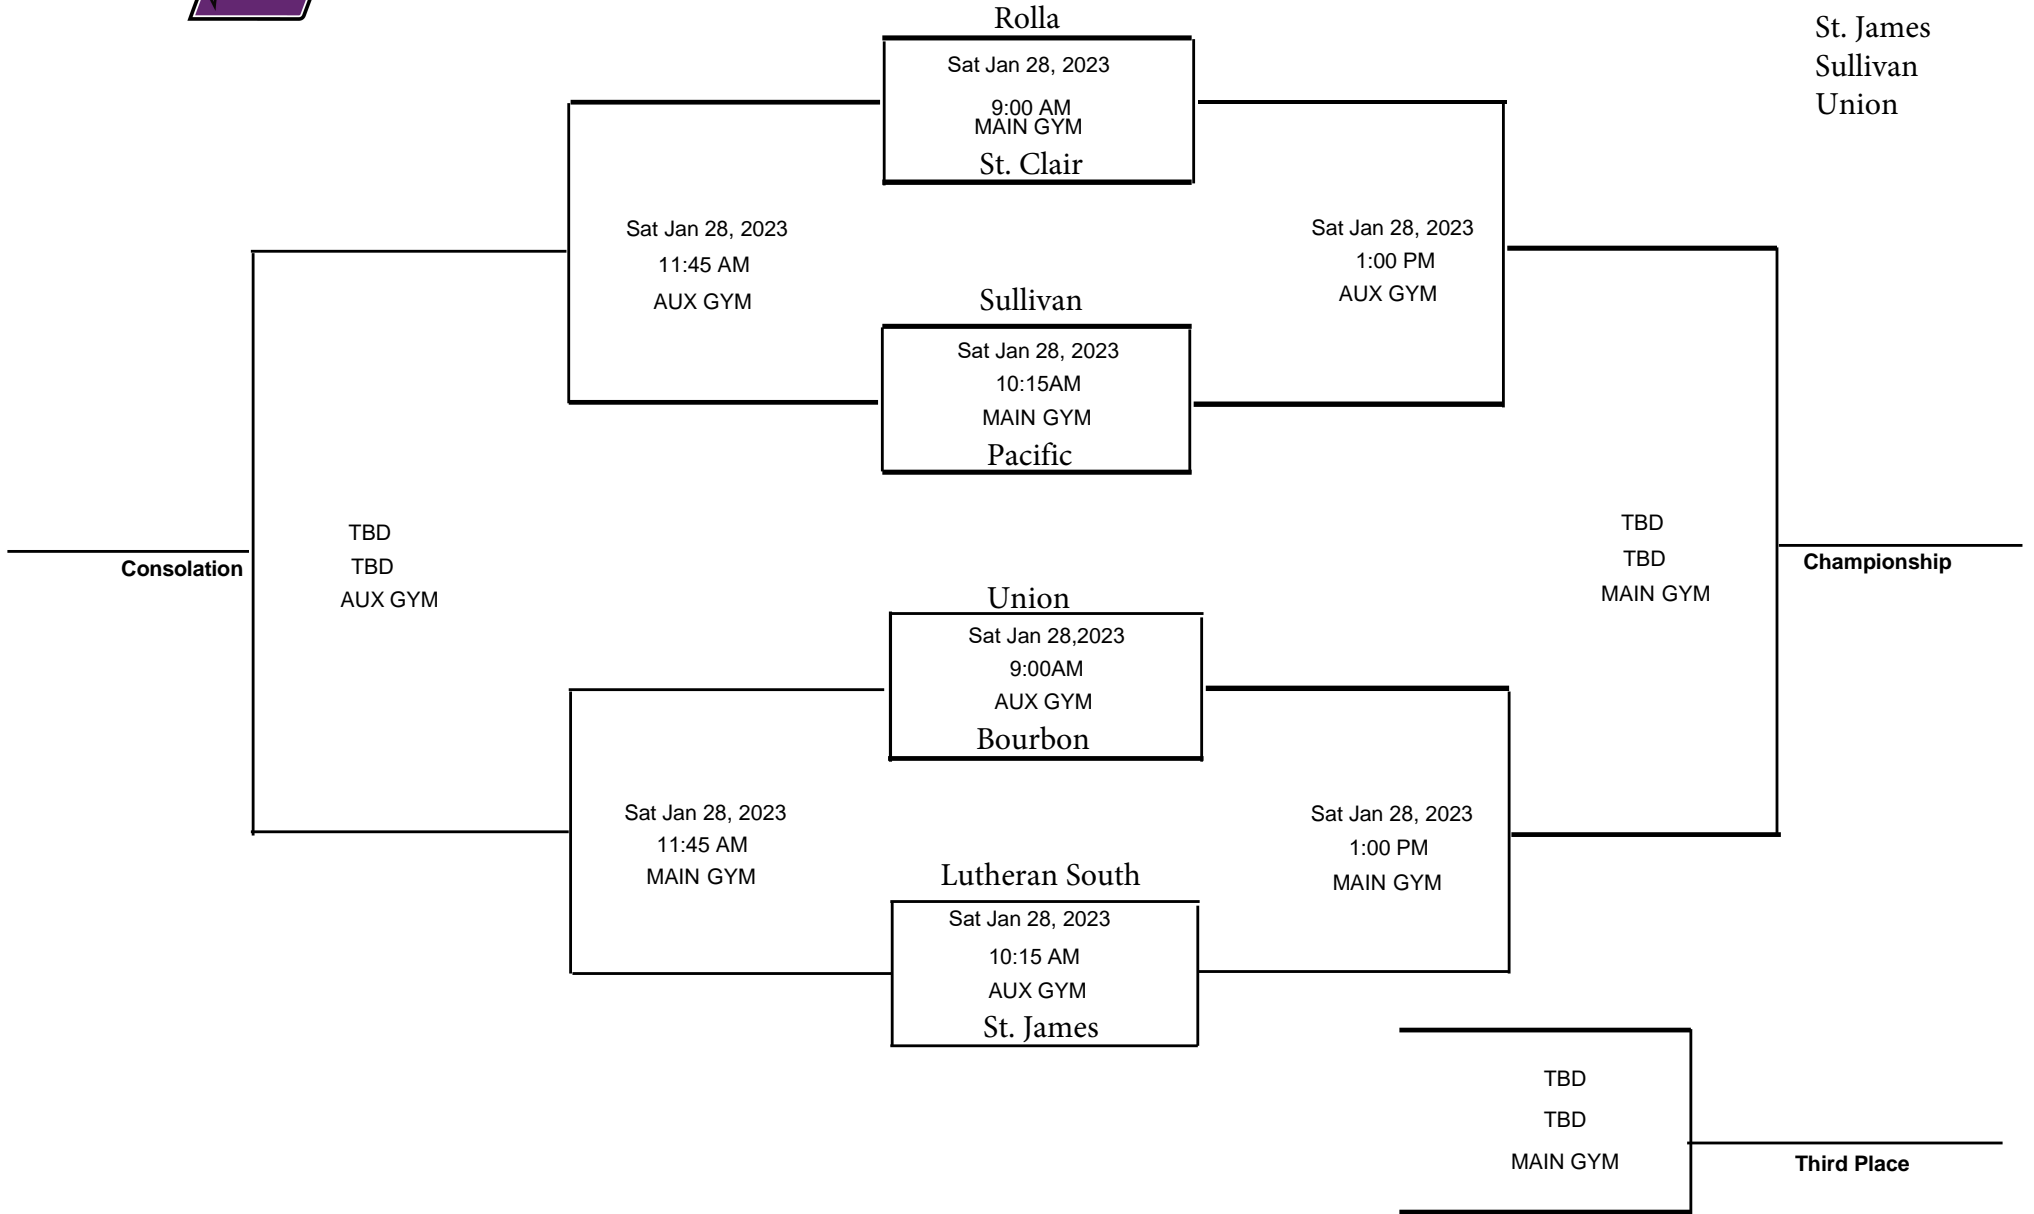 Rolla
Sat Jan 28, 2023
9:00 AM
MAIN GYM
St. Clair
St. James
Sullivan
Union
Sat Jan 28, 2023
11:45 AM
AUX GYM
Sat Jan 28, 2023
1:00 PM
AUX GYM
Sullivan
Sat Jan 28, 2023
10:15AM
MAIN GYM
Pacific
TBD
TBD
AUX GYM
Consolation
TBD
TBD
MAIN GYM
Championship
Union
Sat Jan 28,2023
9:00AM
AUX GYM
Bourbon
Sat Jan 28, 2023
11:45 AM
MAIN GYM
Sat Jan 28, 2023
1:00 PM
MAIN GYM
Lutheran South
Sat Jan 28, 2023
10:15 AM
AUX GYM
St. James
TBD
TBD
MAIN GYM
Third Place